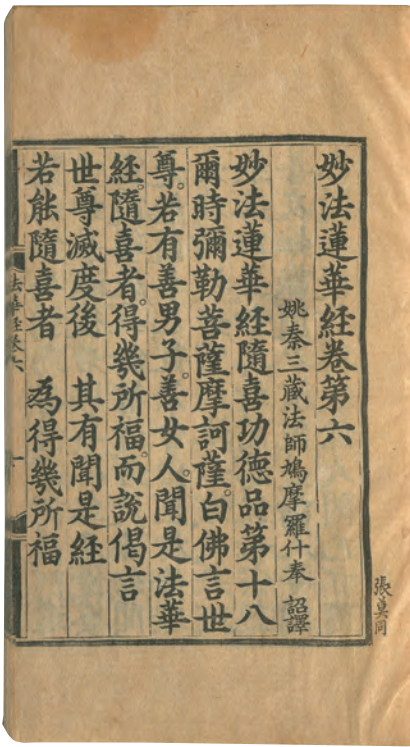 妙法蓮華經卷第六
姚秦三藏法師鳩摩羅什奉 詔譯
妙法蓮華經隨喜功德品第十八
爾時彌勒菩薩摩訶薩。白佛言世
尊。若有善男子。善女人。聞是法華
經。隨喜者。得幾所福。而說偈言
世尊滅度後 其有聞是經
若能隨喜者 為得幾所福
法華經卷六
一
張